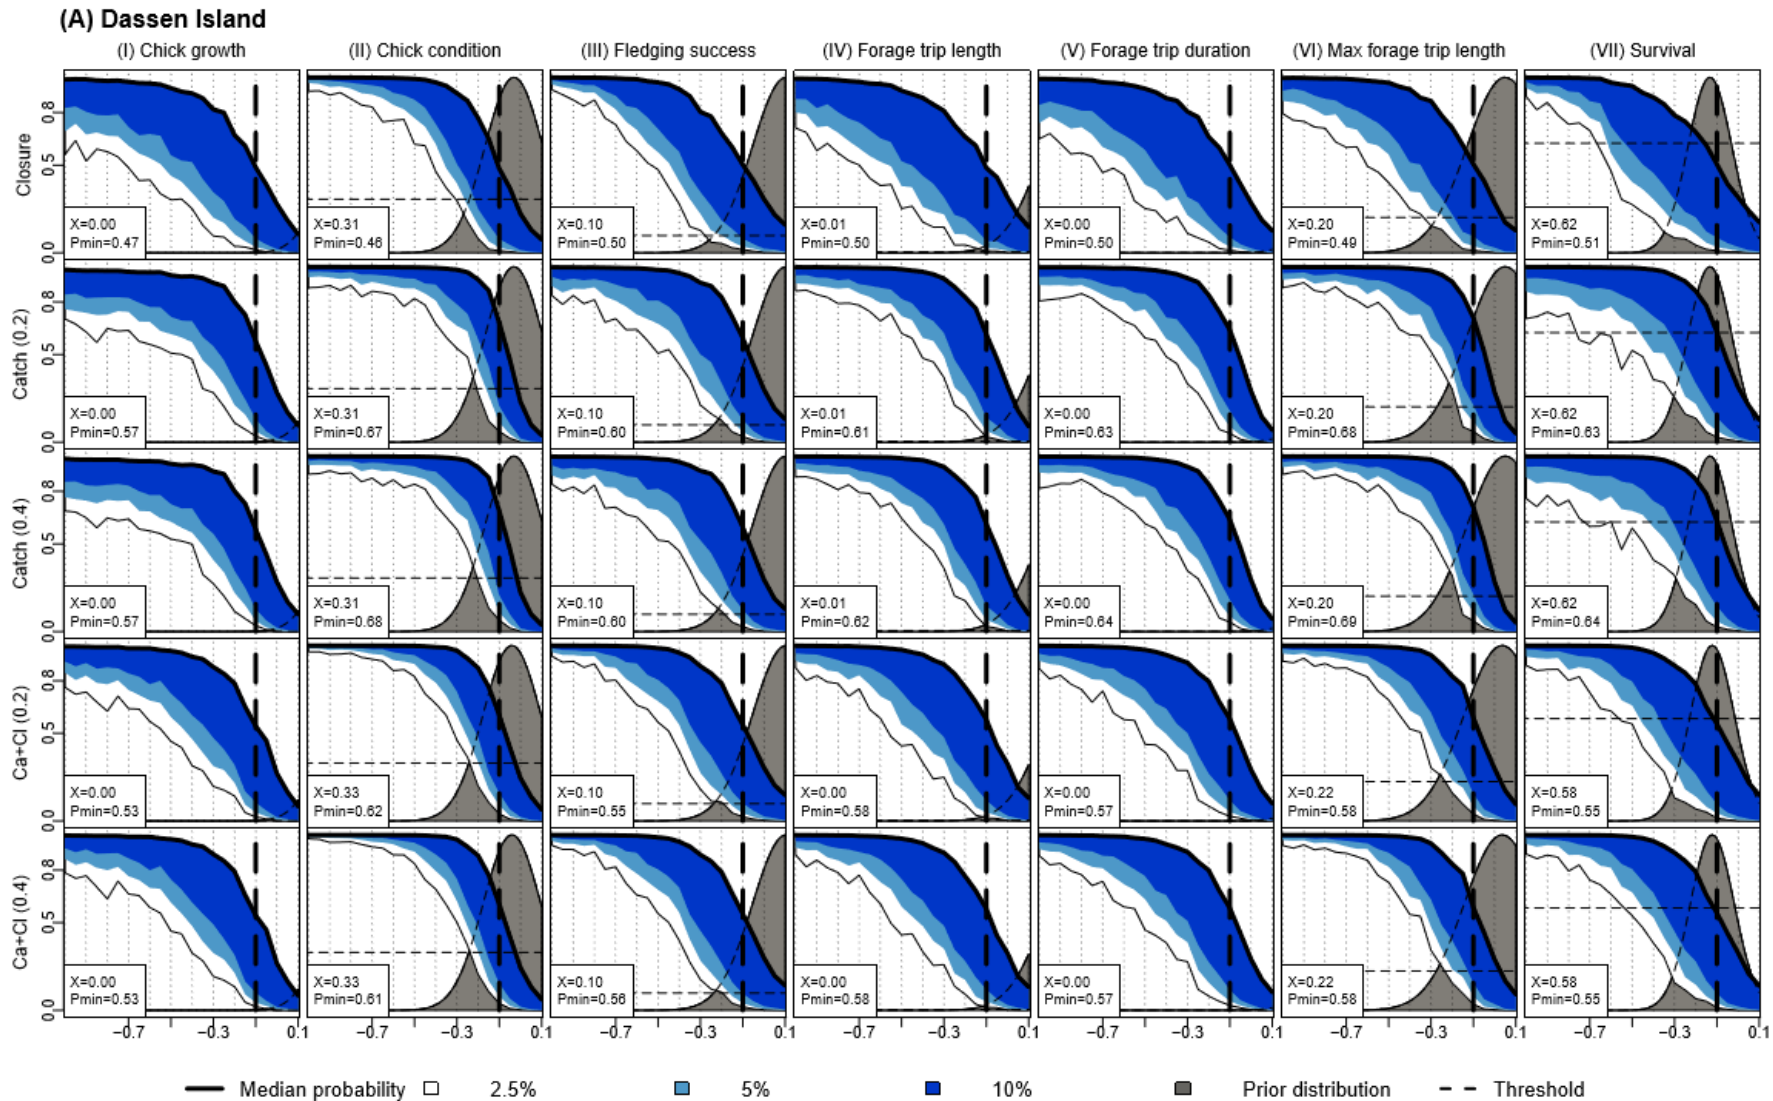 (A) Dassen Island
(I) Chick growth (II) Chick condition (III) Fledging success (IV) Forage trip length (V) Forage trip duration (VI) Max forage trip length (VII) Survival
Closure
0.8
0.5
0.0
X=0.00 X=0.31 X=0.10 X=0.01 X=0.00 X=0.20 X=0.62
Pmin=0.47 Pmin=0.46 Pmin=0.50 Pmin=0.50 Pmin=0.50 Pmin=0.49 Pmin=0.51
Catch (0.2)
0.8
0.5
0.0
X=0.00 X=0.31 X=0.10 X=0.01 X=0.00 X=0.20 X=0.62
Pmin=0.57 Pmin=0.67 Pmin=0.60 Pmin=0.61 Pmin=0.63 Pmin=0.68 Pmin=0.63
Catch (0.4)
0.8
0.5
0.0
X=0.00 X=0.31 X=0.10 X=0.01 X=0.00 X=0.20 X=0.62
Pmin=0.57 Pmin=0.68 Pmin=0.60 Pmin=0.62 Pmin=0.64 Pmin=0.69 Pmin=0.64
Ca+Cl (0.2)
0.8
0.5
0.0
X=0.00 X=0.33 X=0.10 X=0.00 X=0.00 X=0.22 X=0.58
Pmin=0.53 Pmin=0.62 Pmin=0.55 Pmin=0.58 Pmin=0.57 Pmin=0.58 Pmin=0.55
Ca+Cl (0.4)
0.8
0.5
0.0
X=0.00 X=0.33 X=0.10 X=0.00 X=0.00 X=0.22 X=0.58
Pmin=0.53 Pmin=0.61 Pmin=0.56 Pmin=0.58 Pmin=0.57 Pmin=0.58 Pmin=0.55
−0.7 −0.3 0.1 −0.7 −0.3 0.1 −0.7 −0.3 0.1 −0.7 −0.3 0.1 −0.7 −0.3 0.1 −0.7 −0.3 0.1 −0.7 −0.3 0.1
Median probability 2.5% 5% 10% Prior distribution Threshold